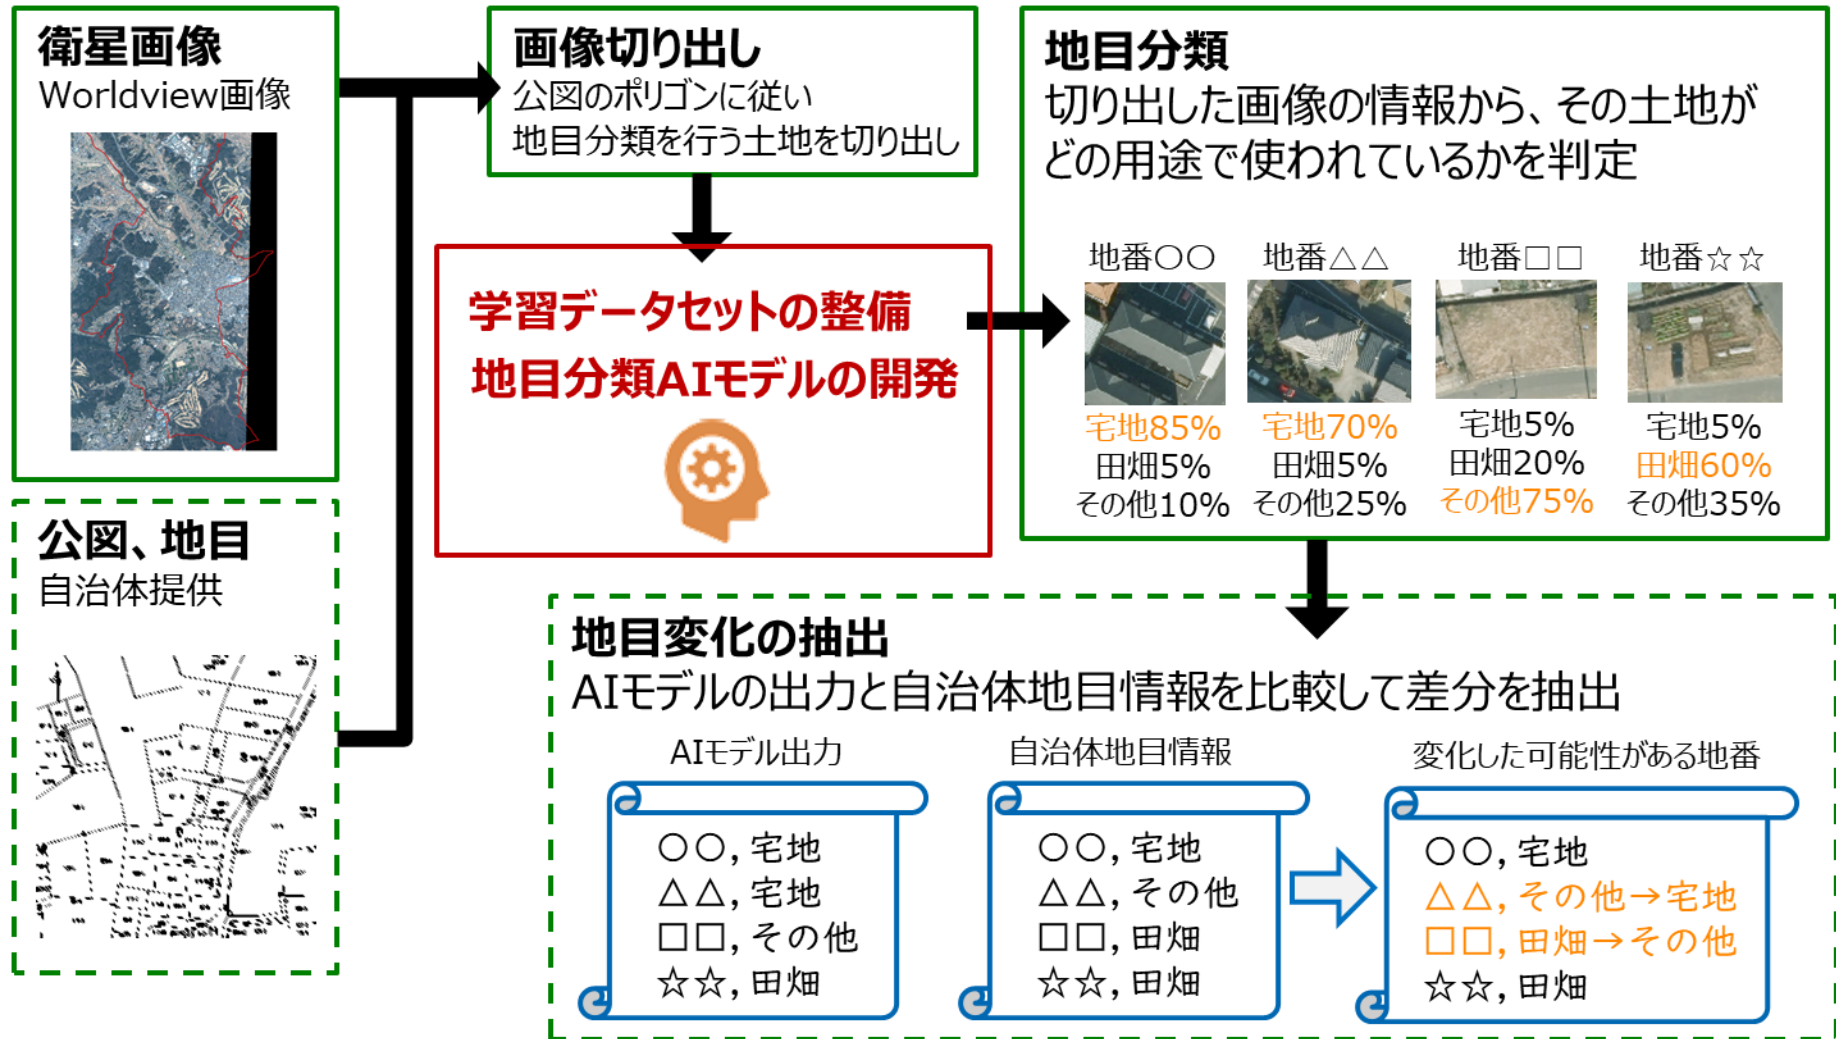 衛星画像
Worldview画像
画像切り出し
公図のポリゴンに従い
地目分類を行う土地を切り出し
地目分類
切り出した画像の情報から、その土地が
どの用途で使われているかを判定
地番〇〇
宅地85%
田畑5%
その他10%
地番△△
宅地70%
田畑5%
その他25%
地番□□
宅地5%
田畑20%
その他75%
地番☆☆
宅地5%
田畑60%
その他35%
学習データセットの整備
地目分類AIモデルの開発
公図、地目
自治体提供
地目変化の抽出
AIモデルの出力と自治体地目情報を比較して差分を抽出
AIモデル出力
〇〇, 宅地
△△, 宅地
□□, その他
☆☆, 田畑
自治体地目情報
〇〇, 宅地
△△, その他
□□, 田畑
☆☆, 田畑
変化した可能性がある地番
〇〇, 宅地
△△, その他→宅地
□□, 田畑→その他
☆☆, 田畑